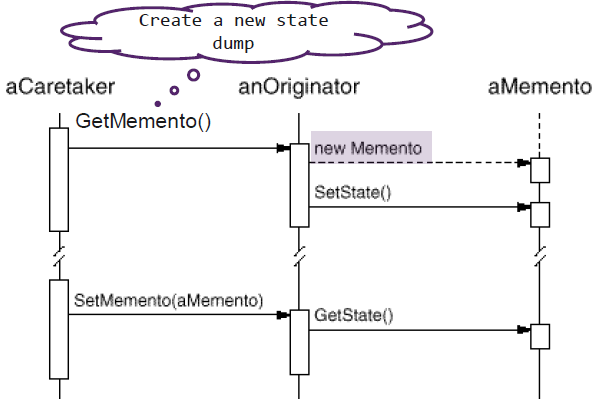 Create a new state
dump
aCaretaker
anOriginator
aMemento
GetMemento()
new Memento
SetState()
SetMemento(aMemento)
GetState()